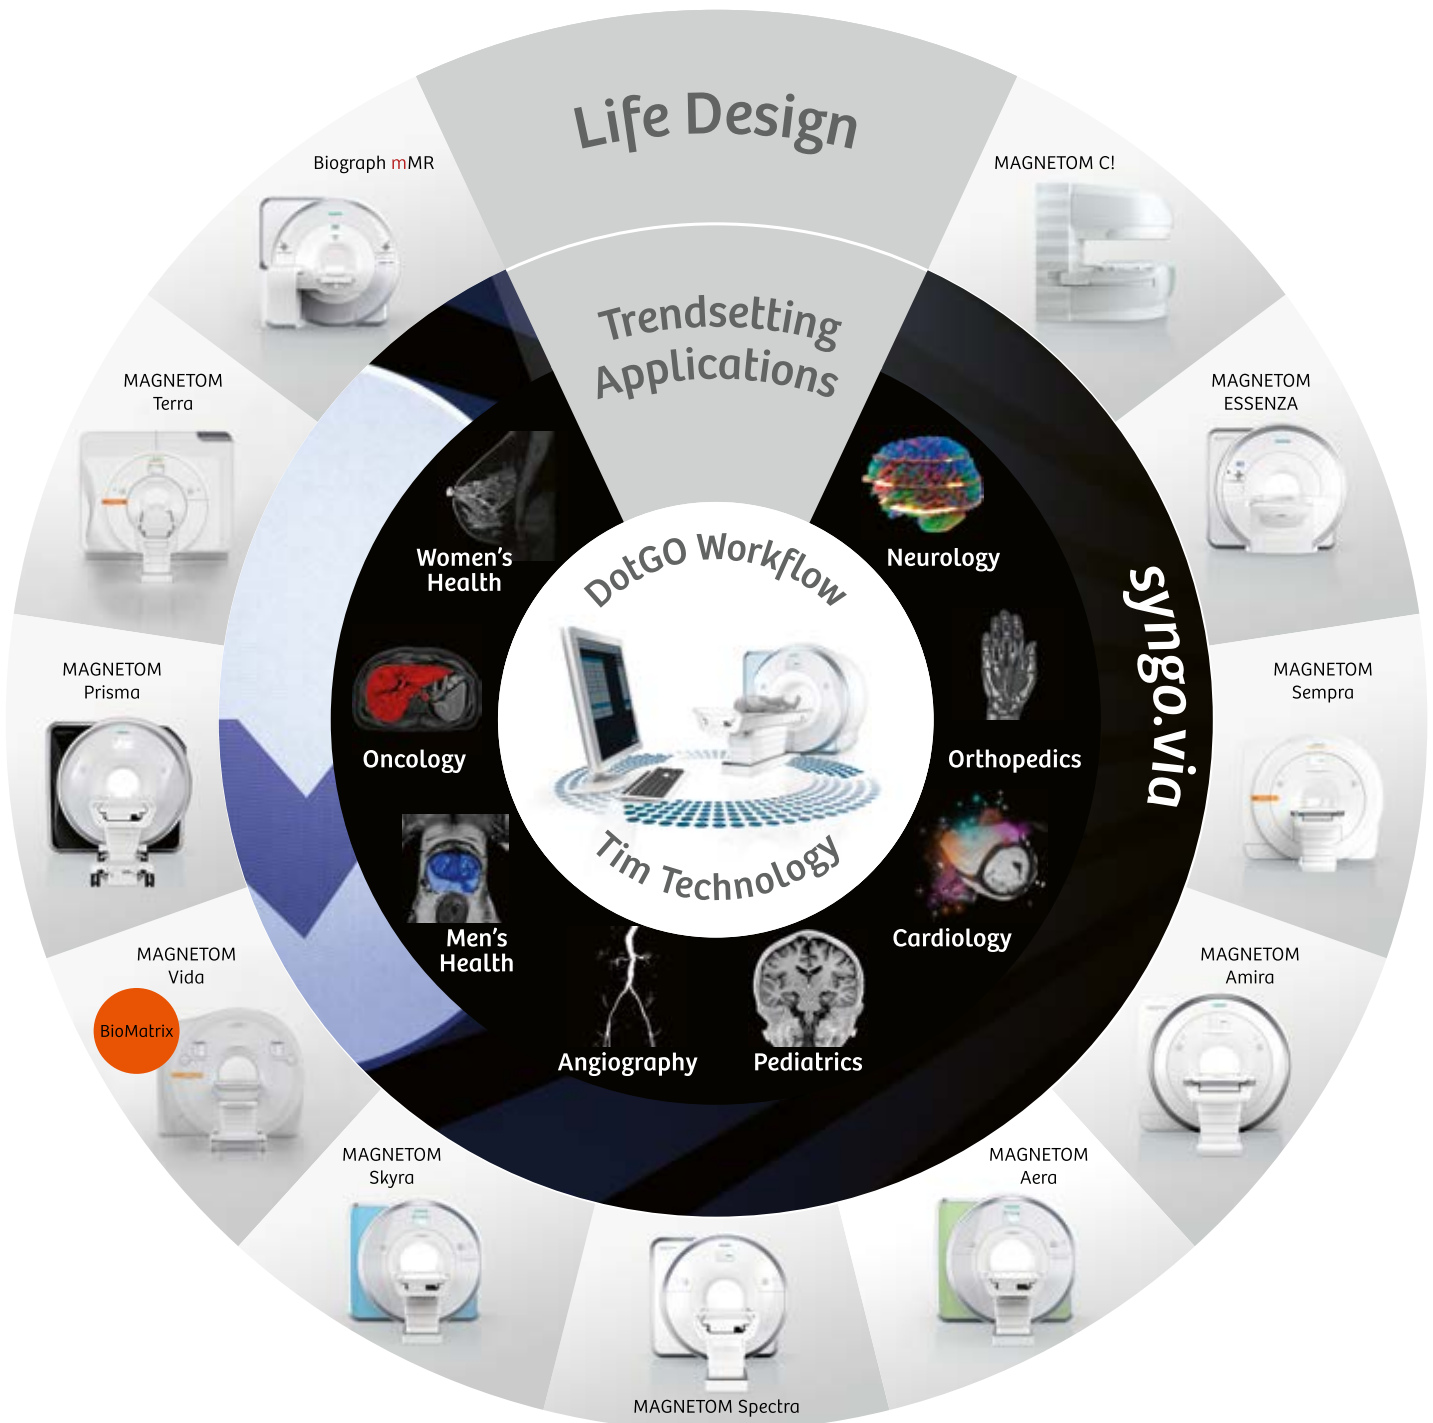 Life Design
Trendsetting
Applications
Biograph mMR
MAGNETOM C!
MAGNETOM
Terra
MAGNETOM
ESSENZA
MAGNETOM
Prisma
MAGNETOM
Sempra
MAGNETOM
Vida
BioMatrix
MAGNETOM
Amira
MAGNETOM
Skyra
MAGNETOM
Aera
MAGNETOM Spectra
syngo.via
Women's
Health
Neurology
Oncology
Orthopedics
Men's
Health
Cardiology
Angiography
Pediatrics
DotGO Workflow
Tim Technology